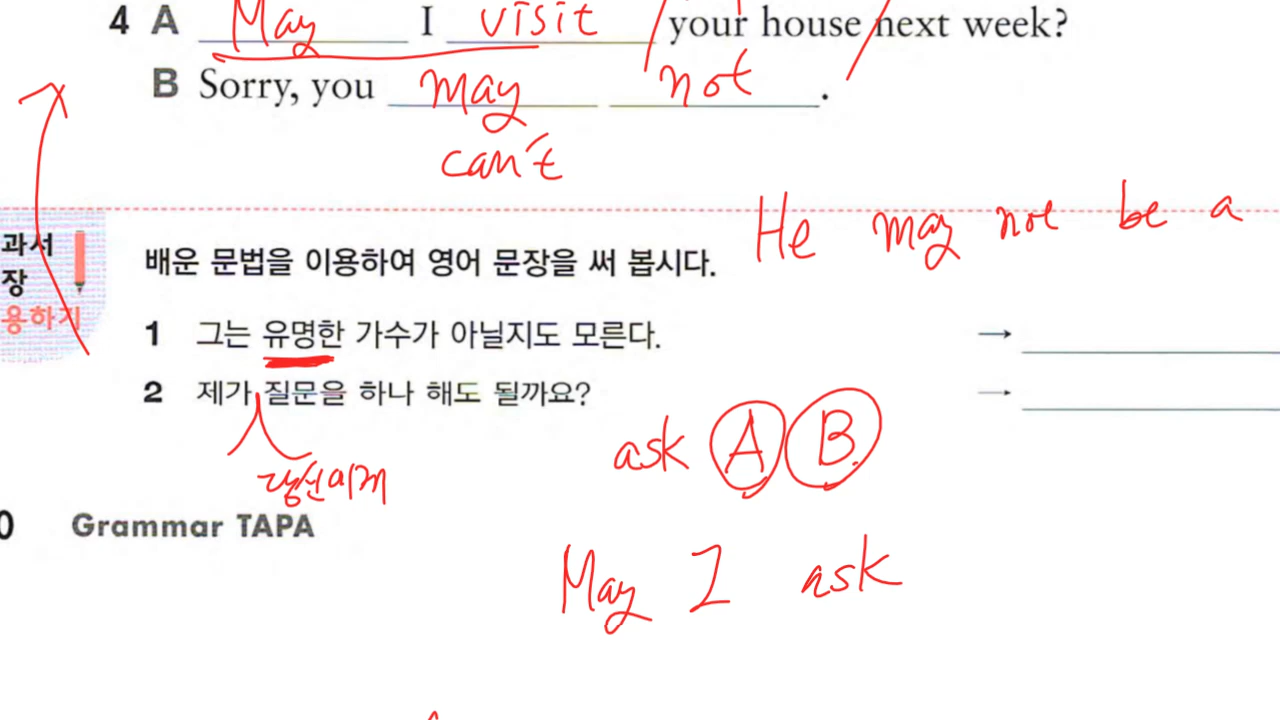 4 A May I visit / your house / next week?
B Sorry, you may not.
can't
He may not be a
과서
장
용하기
배운 문법을 이용하여 영어 문장을 써 봅시다.
1 그는 유명한 가수가 아닐지도 모른다. →
2 제가 질문을 하나 해도 될까요? →
당신에게
ask A B
0 Grammar TAPA
May I ask